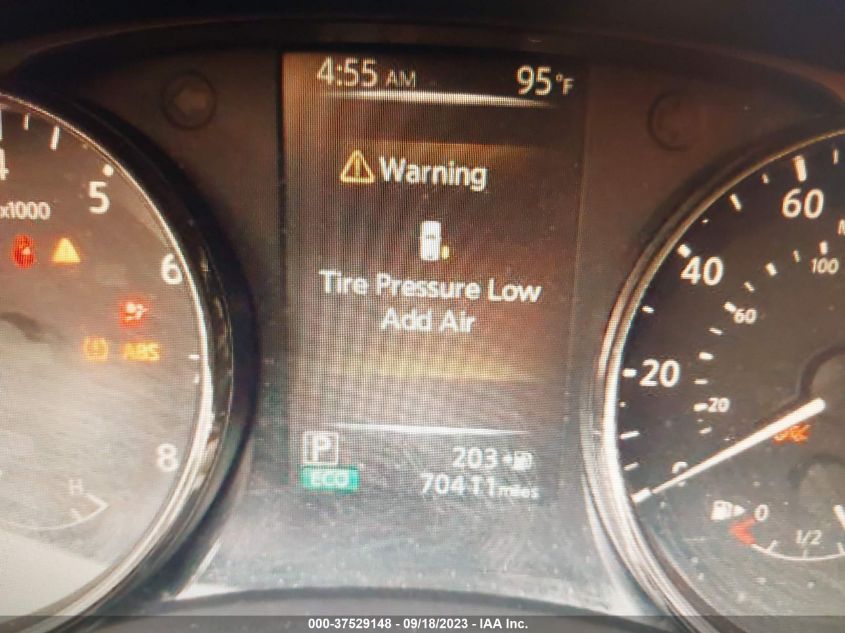 4:55 AM 95°F
Warning
Tire Pressure Low
Add Air
P
ECO
203
70411 miles
4
5
x1000
6
ABS
8
H
60
40
100
60
20
20
0
1/2
000-37529148 - 09/18/2023 - IAA Inc.